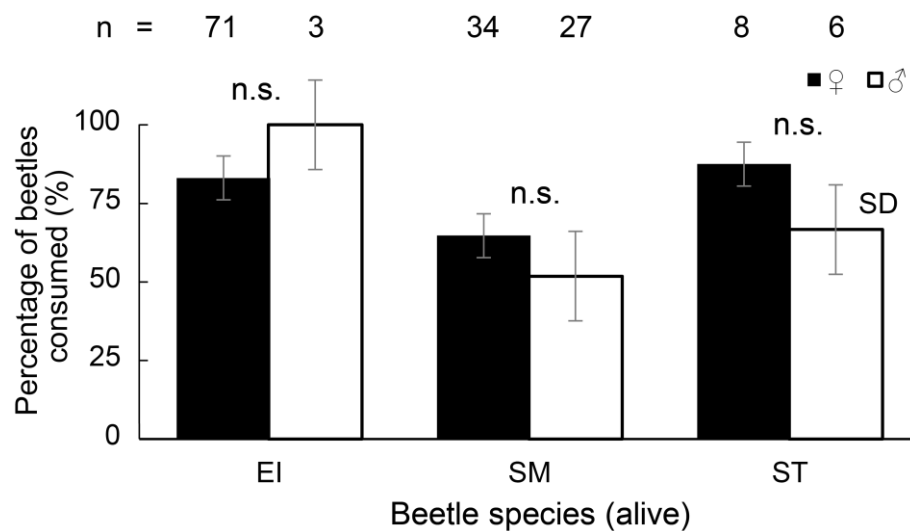 n = 71 3 34 27 8 6
♀ ♂
n.s. n.s. n.s.
SD
Percentage of beetles
consumed (%)
100
75
50
25
0
EI SM ST
Beetle species (alive)